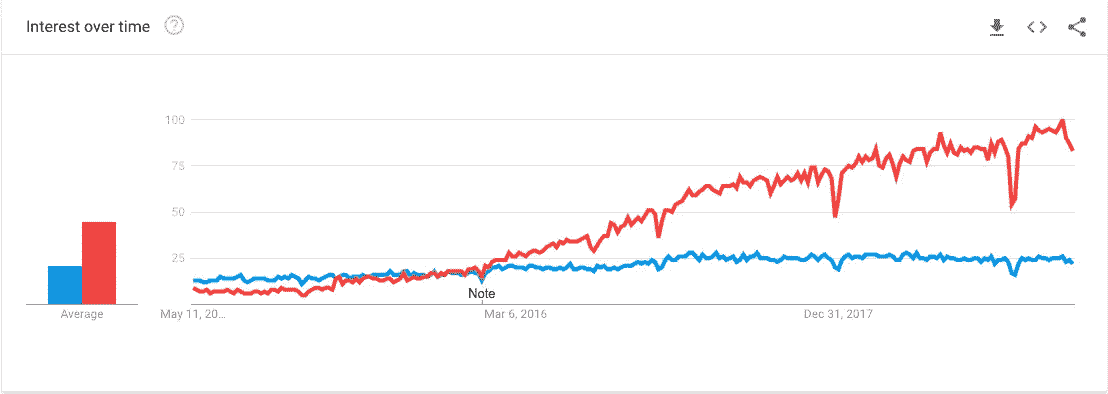 Interest over time ?
100
75
50
25
Note
Average
May 11, 20...
Mar 6, 2016
Dec 31, 2017